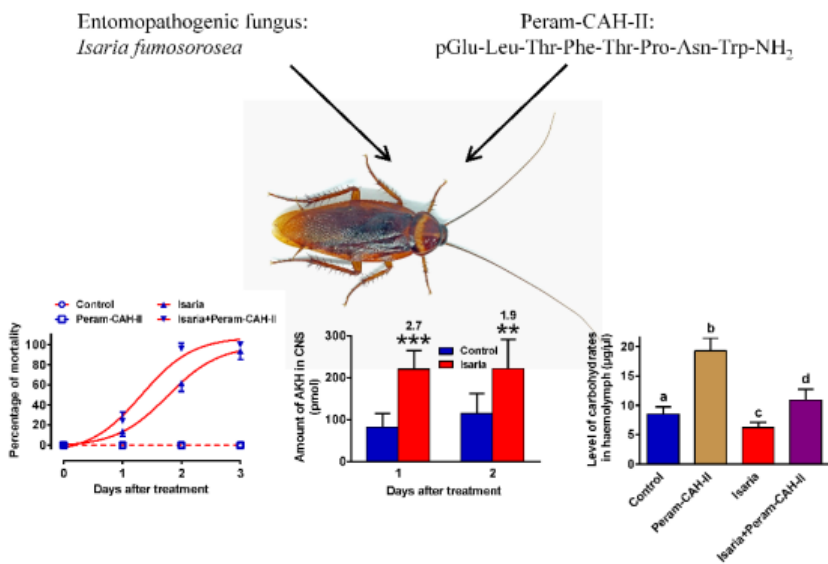 Entomopathogenic fungus:
Isaria fumosorosea
Peram-CAH-II:
pGlu-Leu-Thr-Phe-Thr-Pro-Asn-Trp-NH₂
Control
Isaria
Peram-CAH-II
Isaria+Peram-CAH-II
Percentage of mortality
100
80
60
40
20
0
0 1 2 3
Days after treatment
Amount of AKH in CNS
(pmol)
300
200
100
0
2.7
***
1.9
**
Control
Isaria
1 2
Days after treatment
Level of carbohydrates
in haemolymph (µg/µl)
25
20
15
10
5
0
a
b
c
d
Control
Peram-CAH-II
Isaria
Isaria+Peram-CAH-II